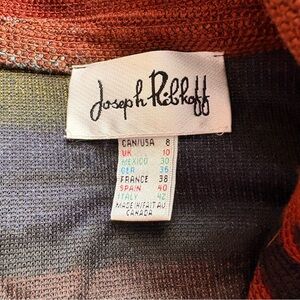 Joseph Ribkoff
CAN/USA 8
UK 10
MEXICO 30
GER 36
FRANCE 38
SPAIN 40
ITALY 42
MADE IN/FAIT AU
CANADA